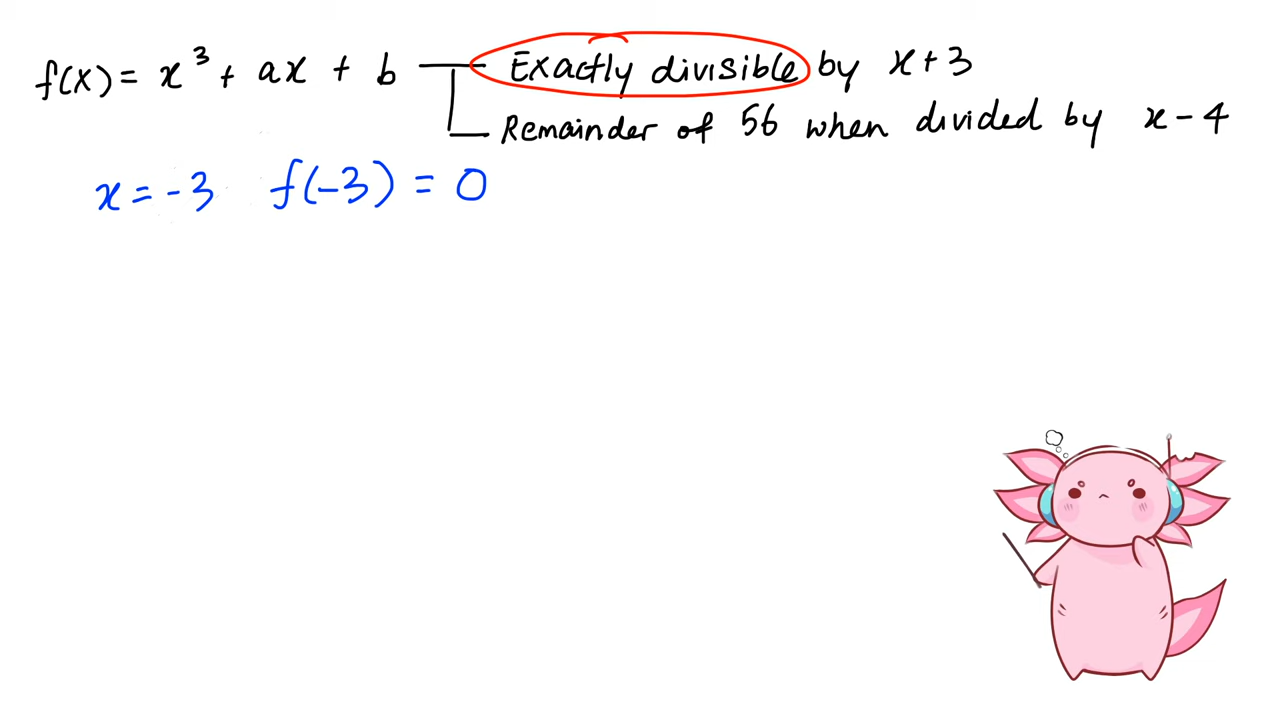 f(x) = x³ + ax + b Exactly divisible by x + 3
Remainder of 56 when divided by x - 4
x = -3 f(-3) = 0